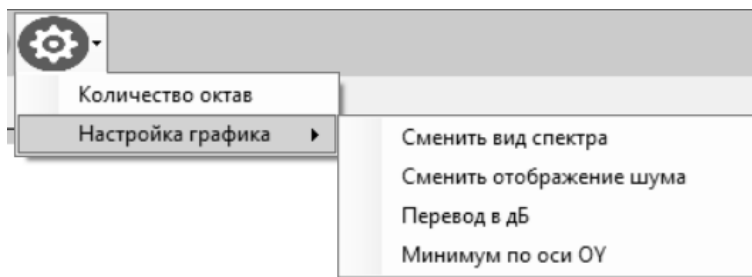 Количество октав
Настройка графика
Сменить вид спектра
Сменить отображение шума
Перевод в дБ
Минимум по оси OY